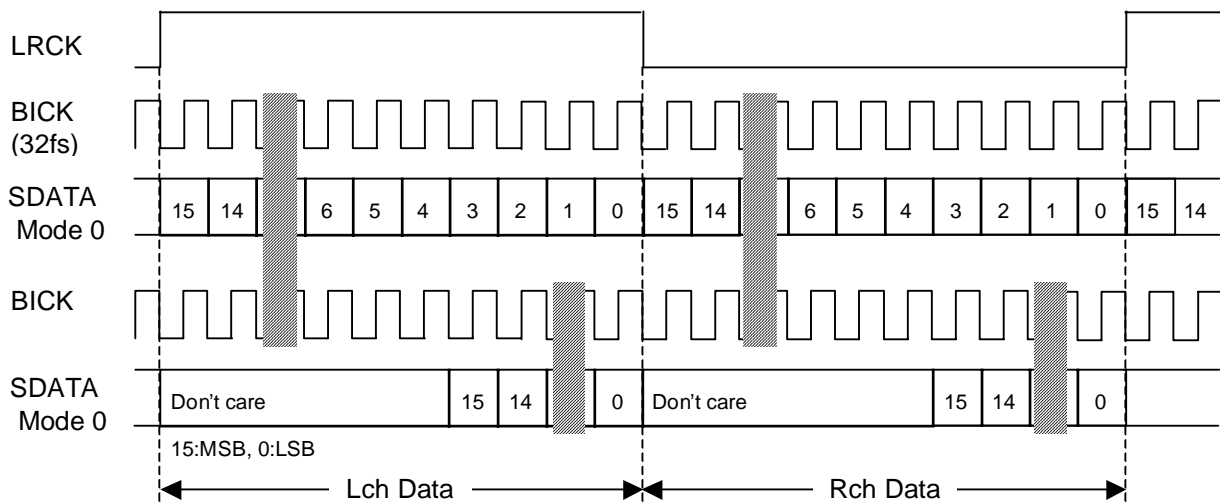 LRCK
BICK
(32fs)
SDATA
Mode 0
15 14 6 5 4 3 2 1 0 15 14 6 5 4 3 2 1 0 15 14
BICK
SDATA
Mode 0
Don't care 15 14 0 Don't care 15 14 0
15:MSB, 0:LSB
Lch Data Rch Data